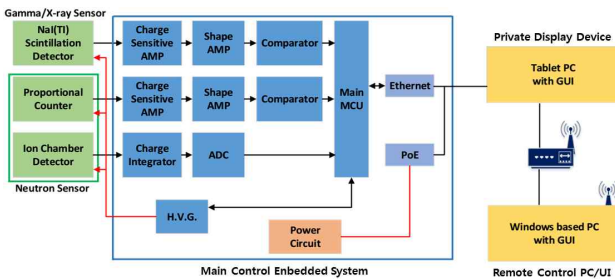 Gamma/X-ray Sensor
NaI(Tl)
Scintillation
Detector
Charge
Sensitive
AMP
Shape
AMP
Comparator
Proportional
Counter
Charge
Sensitive
AMP
Shape
AMP
Comparator
Ion Chamber
Detector
Neutron Sensor
Charge
Integrator
ADC
Main
MCU
H.V.G.
Ethernet
PoE
Power
Circuit
Main Control Enbedded System
Private Display Device
Tablet PC
with GUI
Windows based PC
with GUI
Remote Control PC/UI